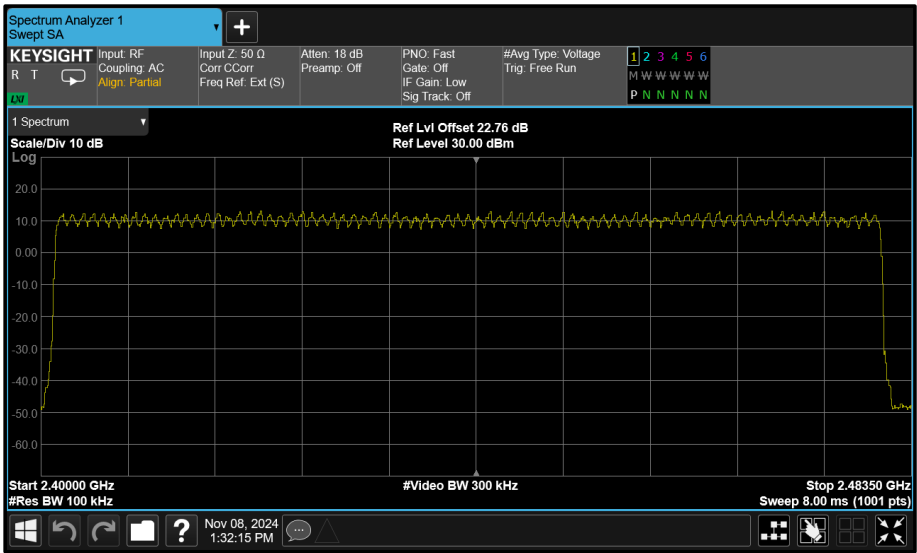 Spectrum Analyzer 1
Swept SA
+
KEYSIGHT
R T
LXI
Input: RF
Coupling: AC
Align: Partial
Input Z: 50 Ω
Corr CCorr
Freq Ref: Ext (S)
Atten: 18 dB
Preamp: Off
PNO: Fast
Gate: Off
IF Gain: Low
Sig Track: Off
#Avg Type: Voltage
Trig: Free Run
1 2 3 4 5 6
M W W W W W
P N N N N N
1 Spectrum
Scale/Div 10 dB
Ref Lvl Offset 22.76 dB
Ref Level 30.00 dBm
Log
20.0
10.0
0.00
-10.0
-20.0
-30.0
-40.0
-50.0
-60.0
Start 2.40000 GHz
#Res BW 100 kHz
#Video BW 300 kHz
Stop 2.48350 GHz
Sweep 8.00 ms (1001 pts)
?
Nov 08, 2024
1:32:15 PM